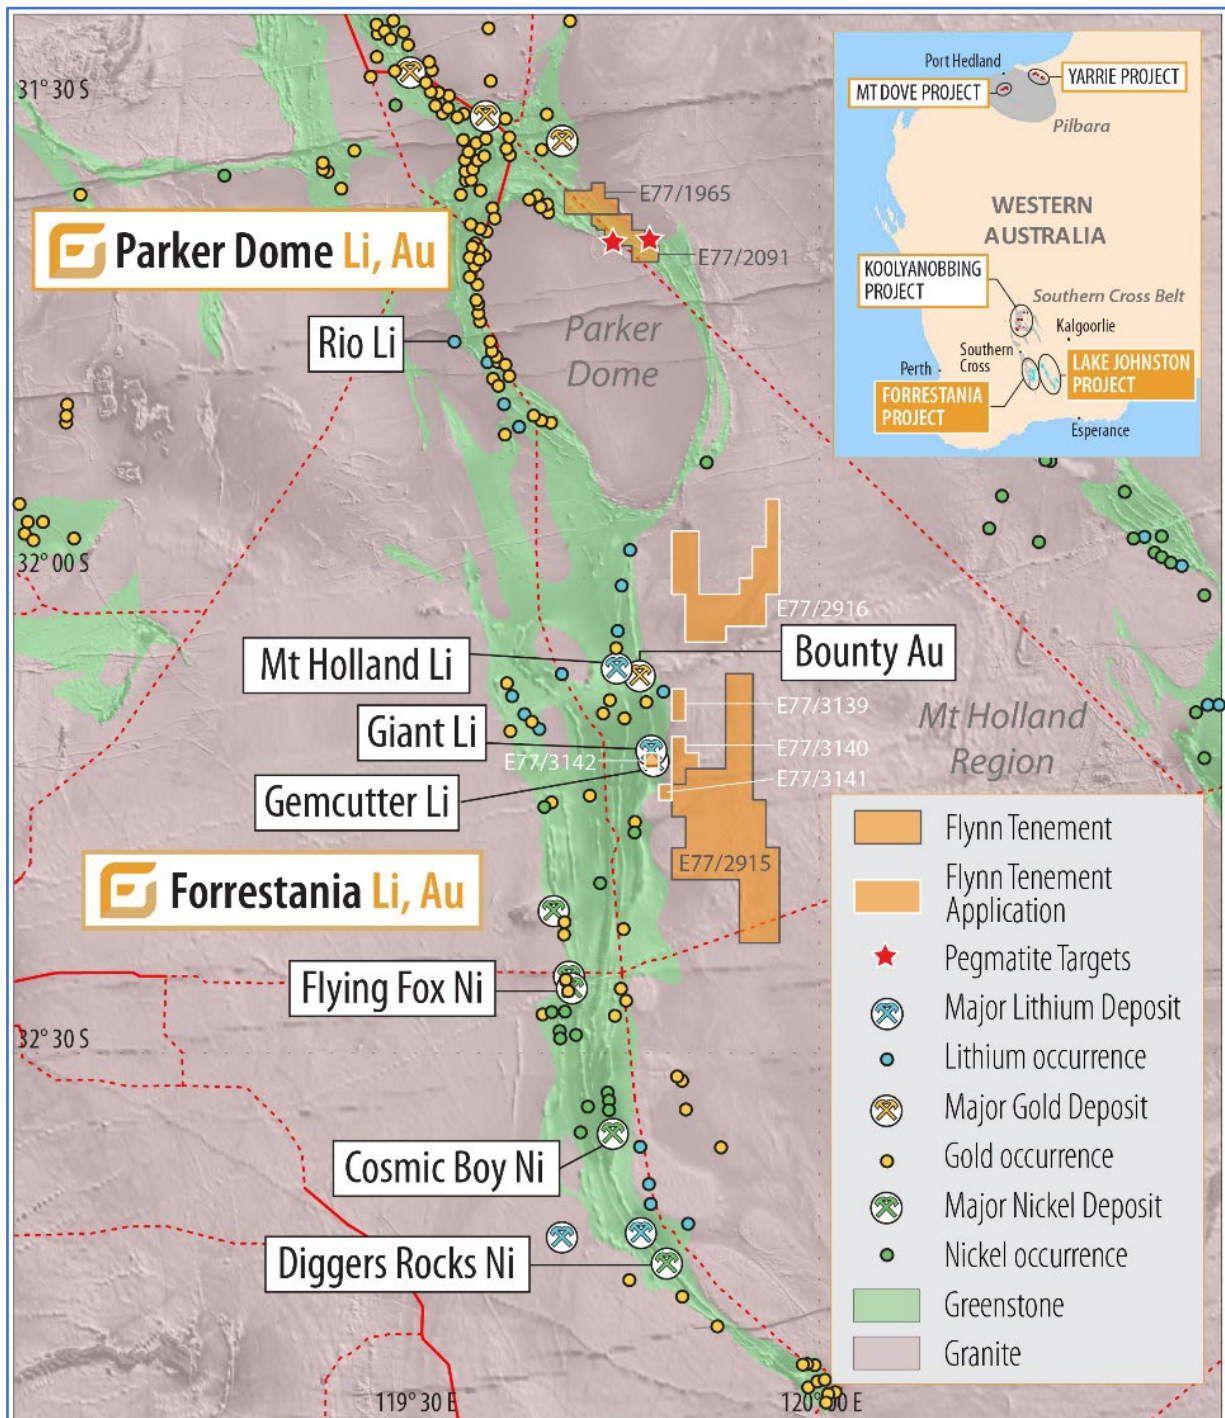 31° 30 S
Port Hedland
YARRIE PROJECT
MT DOVE PROJECT
Pilbara
WESTERN
AUSTRALIA
KOOLYANOBBING
PROJECT
Southern Cross Belt
Kalgoorlie
Southern
Cross
Perth
LAKE JOHNSTON
PROJECT
FORRESTANIA
PROJECT
Esperance
E77/1965
E77/2091
Parker Dome Li, Au
Rio Li
Parker
Dome
32° 00 S
E77/2916
Mt Holland Li
Bounty Au
E77/3139
Giant Li
E77/3140
Mt Holland
Region
E77/3142
E77/3141
Gemcutter Li
E77/2915
Forrestania Li, Au
Flying Fox Ni
32° 30 S
Cosmic Boy Ni
Diggers Rocks Ni
Flynn Tenement
Flynn Tenement
Application
Pegmatite Targets
Major Lithium Deposit
Lithium occurrence
Major Gold Deposit
Gold occurrence
Major Nickel Deposit
Nickel occurrence
Greenstone
Granite
119° 30 E